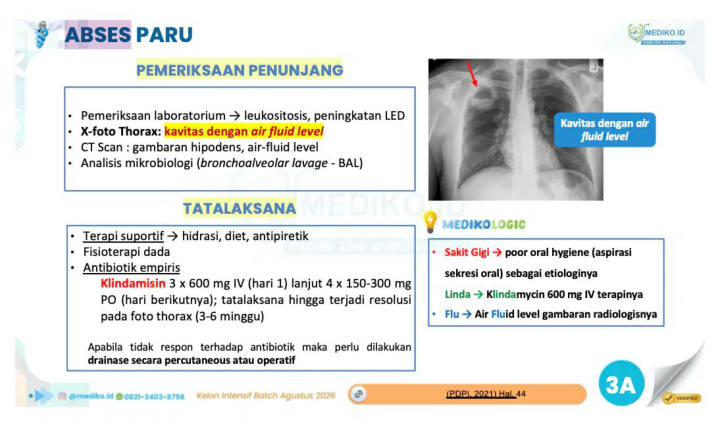 ABSES PARU
MEDIKO.ID
PEMERIKSAAN PENUNJANG
• Pemeriksaan laboratorium → leukositosis, peningkatan LED
• X-foto Thorax: kavitas dengan air fluid level
• CT Scan : gambaran hipodens, air-fluid level
• Analisis mikrobiologi (bronchoalveolar lavage - BAL)
Kavitas dengan air
fluid level
TATALAKSANA
• Terapi suportif → hidrasi, diet, antipiretik
• Fisioterapi dada
• Antibiotik empiris
Klindamisin 3 x 600 mg IV (hari 1) lanjut 4 x 150-300 mg
PO (hari berikutnya); tatalaksana hingga terjadi resolusi
pada foto thorax (3-6 minggu)
Apabila tidak respon terhadap antibiotik maka perlu dilakukan
drainase secara percutaneous atau operatif
MEDIKOLOGIC
• Sakit Gigi → poor oral hygiene (aspirasi
sekresi oral) sebagai etiologinya
Linda → Klindamycin 600 mg IV terapinya
• Flu → Air Fluid level gambaran radiologisnya
MEDIKO.ID
@mediko.id 0821-3403-8758 Kelon Intensif Batch Agustus 2026
(PDPI, 2021) Hal. 44
3A
VERIFIED